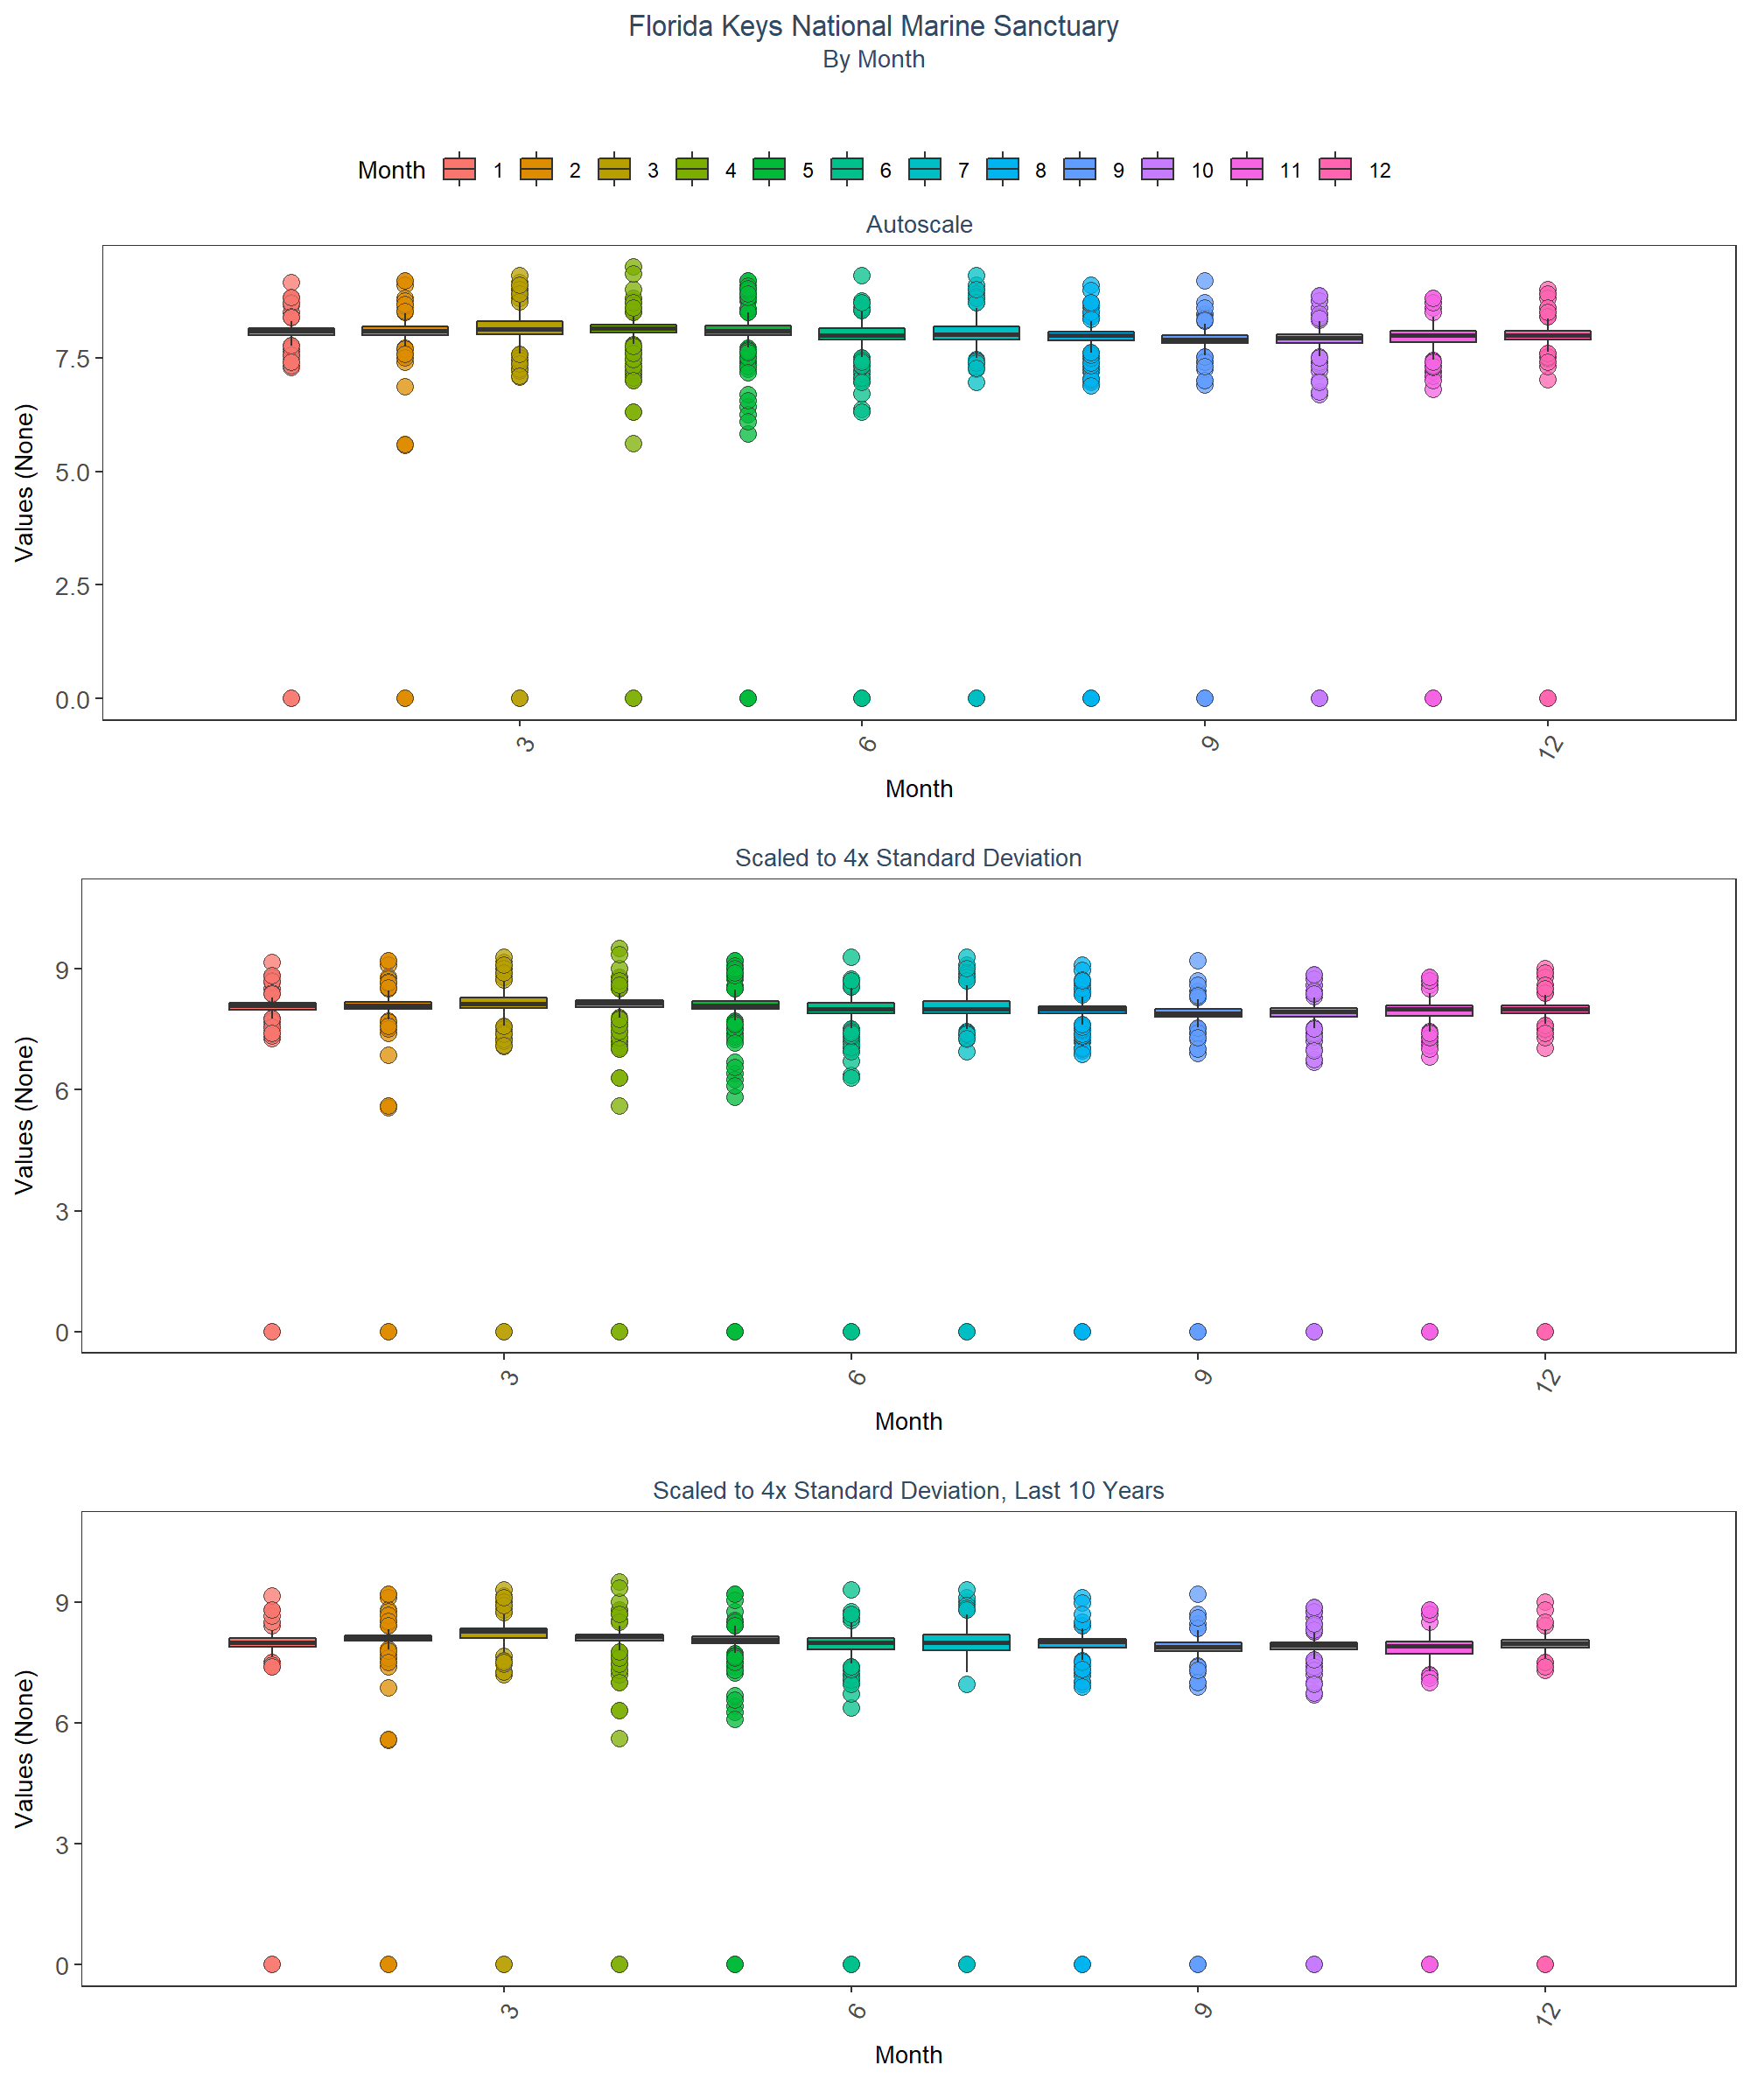 Florida Keys National Marine Sanctuary
By Month
Month 1 2 3 4 5 6 7 8 9 10 11 12
Autoscale
Values (None)
7.5
5.0
2.5
0.0
3 6 9 12
Month
Scaled to 4x Standard Deviation
Values (None)
9
6
3
0
3 6 9 12
Month
Scaled to 4x Standard Deviation, Last 10 Years
Values (None)
9
6
3
0
3 6 9 12
Month